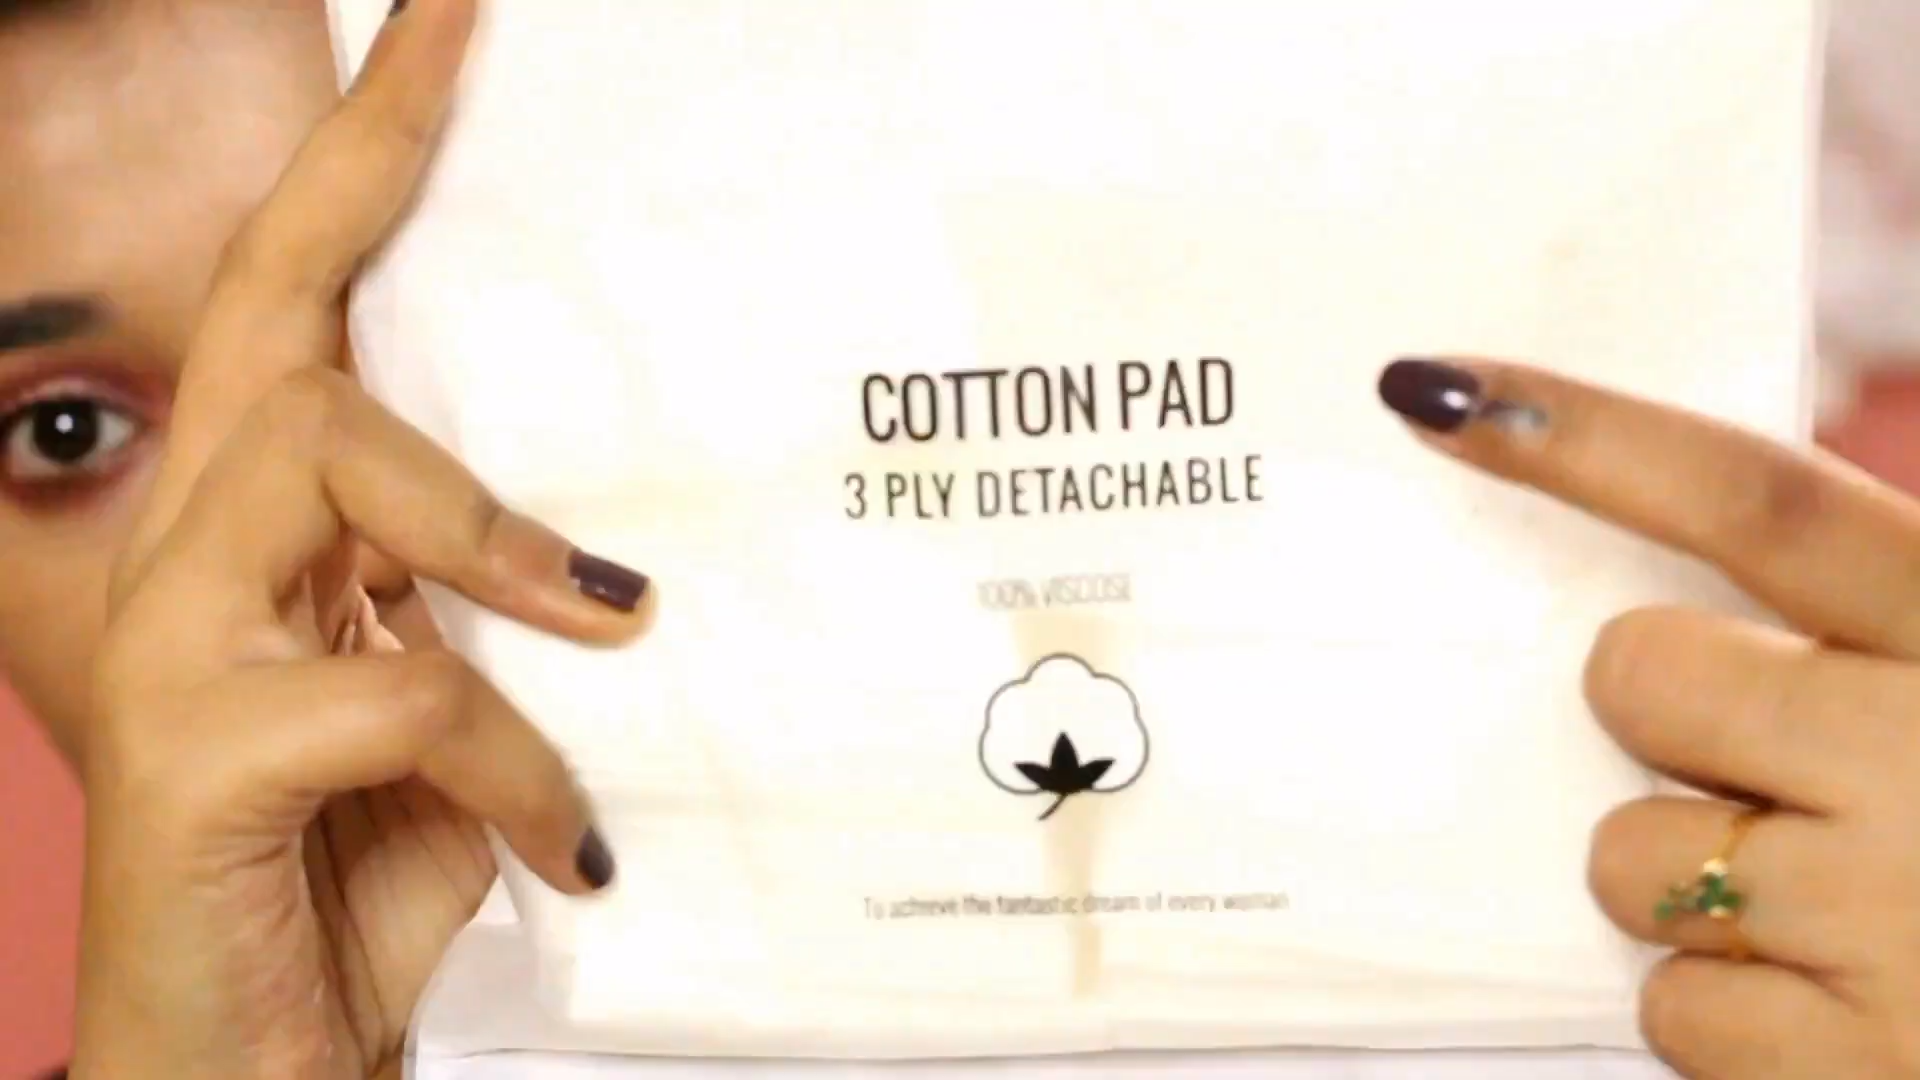 COTTON PAD
3 PLY DETACHABLE
100% VISCOSE
To achieve the fantastic dream of every woman